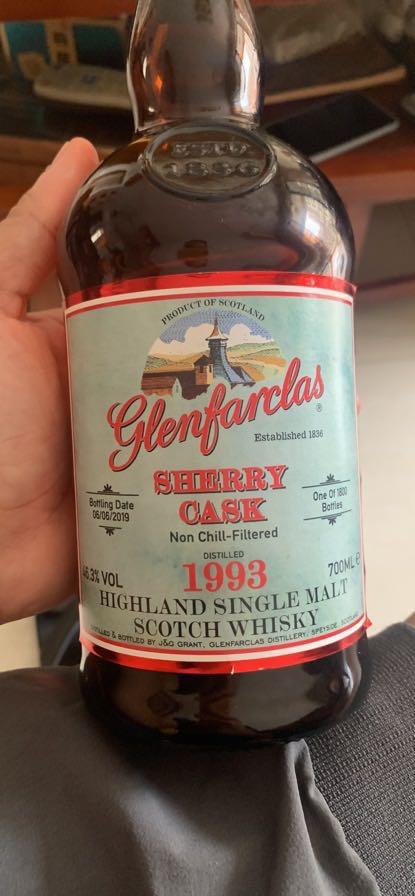 ESTD
1836
PRODUCT OF SCOTLAND
Glenfarclas®
Established 1836
SHERRY
CASK
Bottling Date
06/06/2019
One Of 1800
Bottles
Non Chill-Filtered
DISTILLED
1993
46.3% VOL
700ML e
HIGHLAND SINGLE MALT
SCOTCH WHISKY
DISTILLED & BOTTLED BY J&G GRANT, GLENFARCLAS DISTILLERY, SPEYSIDE, SCOTLAND